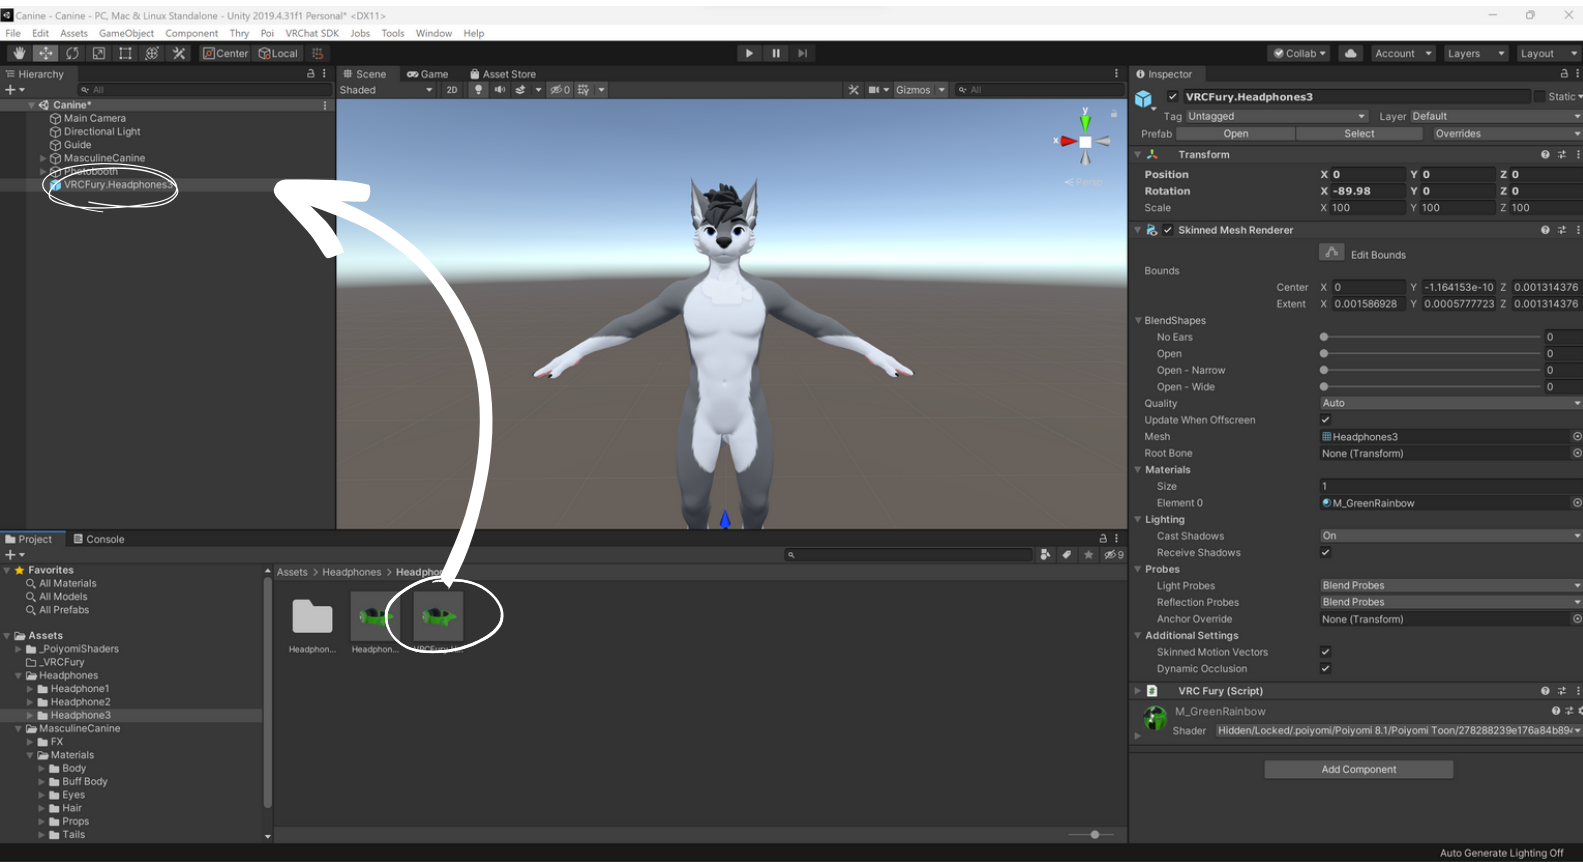 Canine - Canine - PC, Mac & Linux Standalone - Unity 2019.4.31f1 Personal* <DX11>
File Edit Assets GameObject Component Thry Poi VRChat SDK Jobs Tools Window Help
Center Local
Collab Account Layers Layout
Hierarchy
All
Canine*
Main Camera
Directional Light
Guide
MasculineCanine
Photobooth
VRCFury.Headphones3
Scene Game Asset Store
Shaded 2D 0 Gizmos All
y
x
Persp
Inspector
VRCFury.Headphones3 Static
Tag Untagged Layer Default
Prefab Open Select Overrides
Transform
Position X 0 Y 0 Z 0
Rotation X -89.98 Y 0 Z 0
Scale X 100 Y 100 Z 100
Skinned Mesh Renderer
Edit Bounds
Bounds
Center X 0 Y -1.164153e-10 Z 0.001314376
Extent X 0.001586928 Y 0.0005777723 Z 0.001314376
BlendShapes
No Ears 0
Open 0
Open - Narrow 0
Open - Wide 0
Quality Auto
Update When Offscreen
Mesh Headphones3
Root Bone None (Transform)
Materials
Size 1
Element 0 M_GreenRainbow
Lighting
Cast Shadows On
Receive Shadows
Probes
Light Probes Blend Probes
Reflection Probes Blend Probes
Anchor Override None (Transform)
Additional Settings
Skinned Motion Vectors
Dynamic Occlusion
VRC Fury (Script)
M_GreenRainbow
Shader Hidden/Locked/.poiyomi/Poiyomi 8.1/Poiyomi Toon/278288239e176a84b89
Add Component
Project Console
9
Favorites
All Materials
All Models
All Prefabs
Assets
_PoiyomiShaders
_VRCFury
Headphones
Headphone1
Headphone2
Headphone3
MasculineCanine
FX
Materials
Body
Buff Body
Eyes
Hair
Props
Tails
Assets > Headphones > Headphon
Headphon... Headphon... VRCFury.H...
Auto Generate Lighting Off